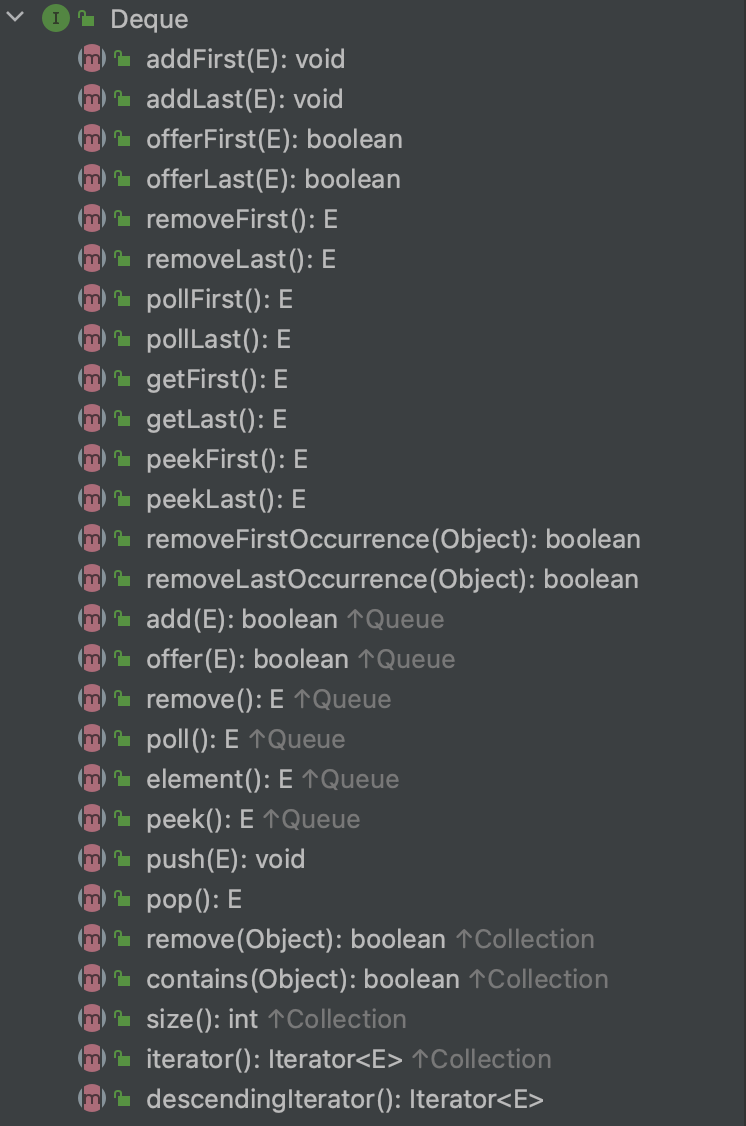 Deque
addFirst(E): void
addLast(E): void
offerFirst(E): boolean
offerLast(E): boolean
removeFirst(): E
removeLast(): E
pollFirst(): E
pollLast(): E
getFirst(): E
getLast(): E
peekFirst(): E
peekLast(): E
removeFirstOccurrence(Object): boolean
removeLastOccurrence(Object): boolean
add(E): boolean ↑Queue
offer(E): boolean ↑Queue
remove(): E ↑Queue
poll(): E ↑Queue
element(): E ↑Queue
peek(): E ↑Queue
push(E): void
pop(): E
remove(Object): boolean ↑Collection
contains(Object): boolean ↑Collection
size(): int ↑Collection
iterator(): Iterator<E> ↑Collection
descendingIterator(): Iterator<E>